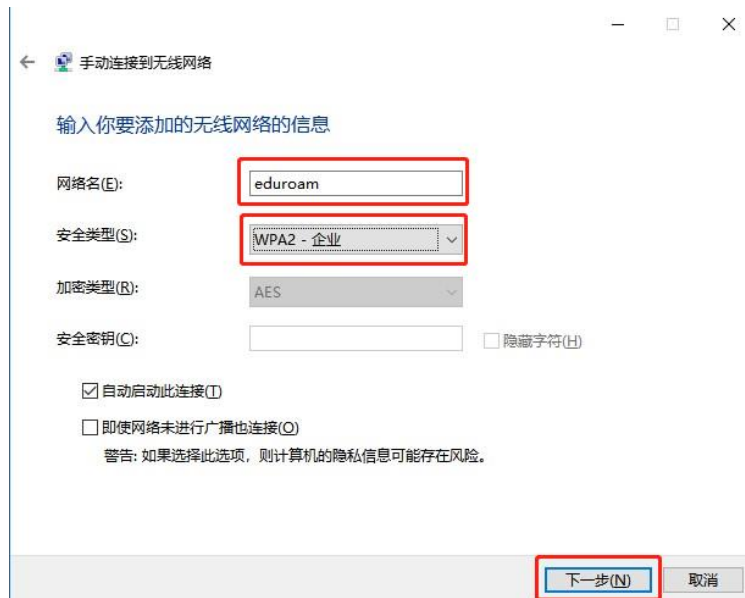 手动连接到无线网络
输入你要添加的无线网络的信息
网络名(E):
eduroam
安全类型(S):
WPA2 - 企业
加密类型(R):
AES
安全密钥(C):
隐藏字符(H)
自动启动此连接(T)
即使网络未进行广播也连接(O)
警告: 如果选择此选项，则计算机的隐私信息可能存在风险。
下一步(N)
取消